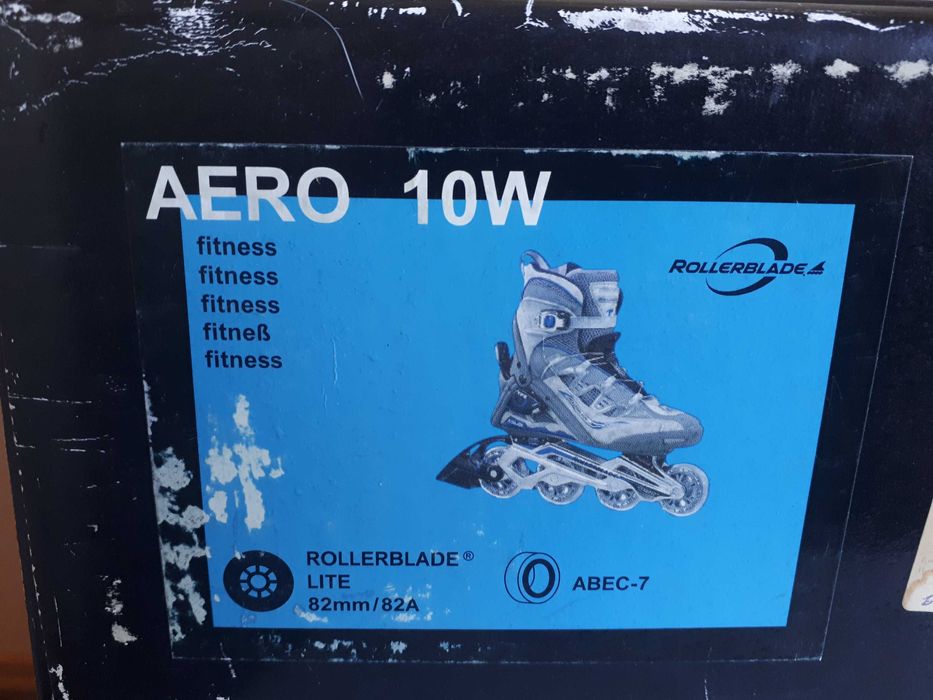 AERO 10W
fitness
fitness
fitness
fitneß
fitness
ROLLERBLADE
ROLLERBLADE®
LITE
82mm/82A
ABEC-7